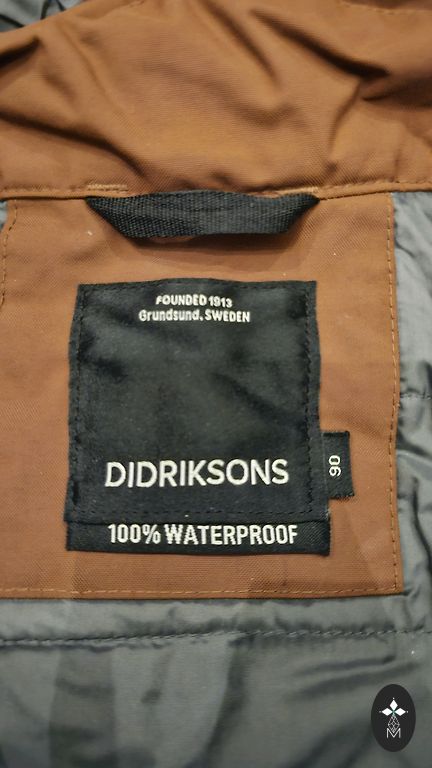 FOUNDED 1913
Grundsund, SWEDEN
DIDRIKSONS
90
100% WATERPROOF
M